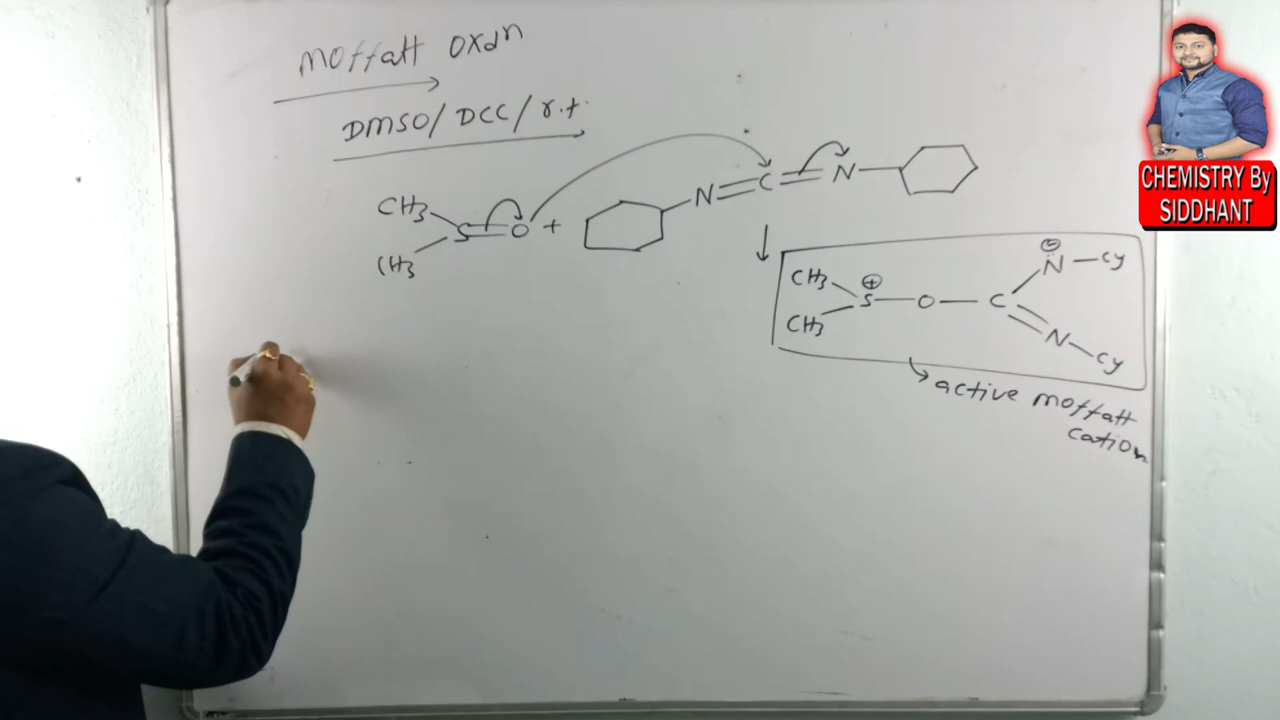 moffatt oxdn
DMSO/ DCC/ r.t.
CH3
CH3
S=O + N=C=N
CH3
CH3
S⊕—O—C
N⊖—cy
N—cy
active moffatt
cation
CHEMISTRY By
SIDDHANT